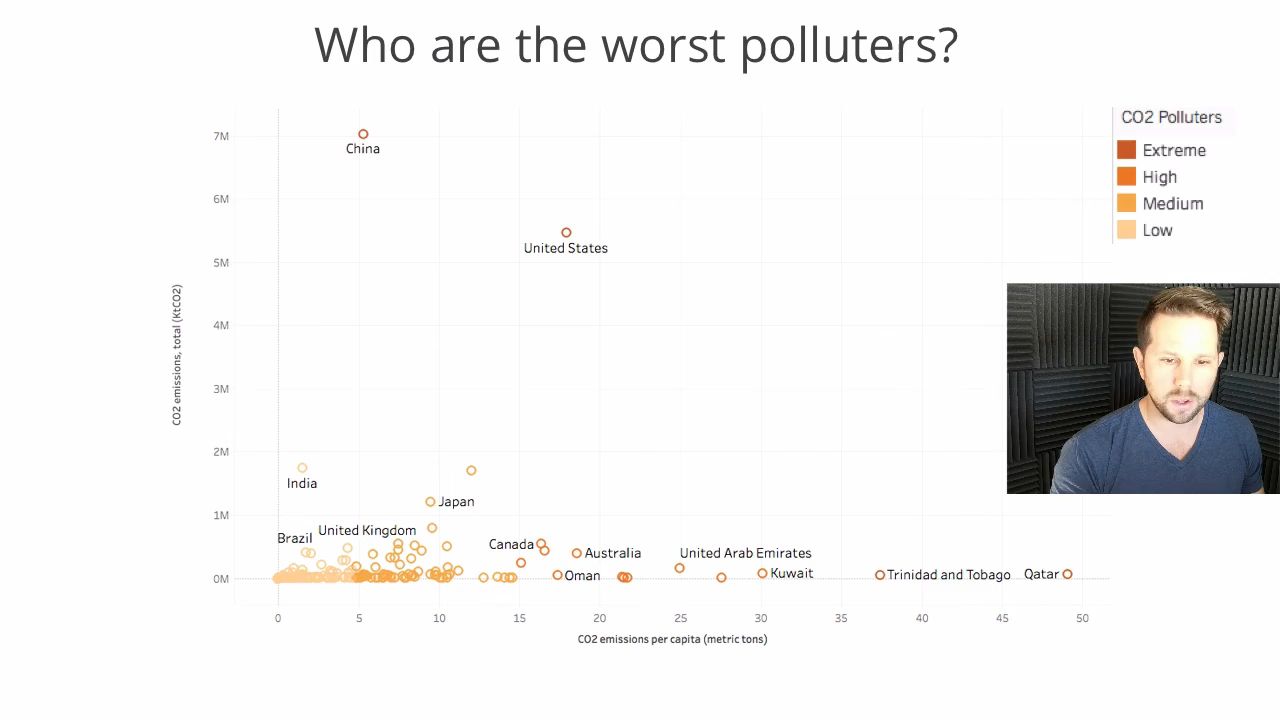 Who are the worst polluters?
CO2 Polluters
Extreme
High
Medium
Low
CO2 emissions, total (KtCO2)
7M
6M
5M
4M
3M
2M
1M
0M
China
United States
India
Japan
Brazil
United Kingdom
Canada
Australia
United Arab Emirates
Oman
Kuwait
Trinidad and Tobago
Qatar
0 5 10 15 20 25 30 35 40 45 50
CO2 emissions per capita (metric tons)